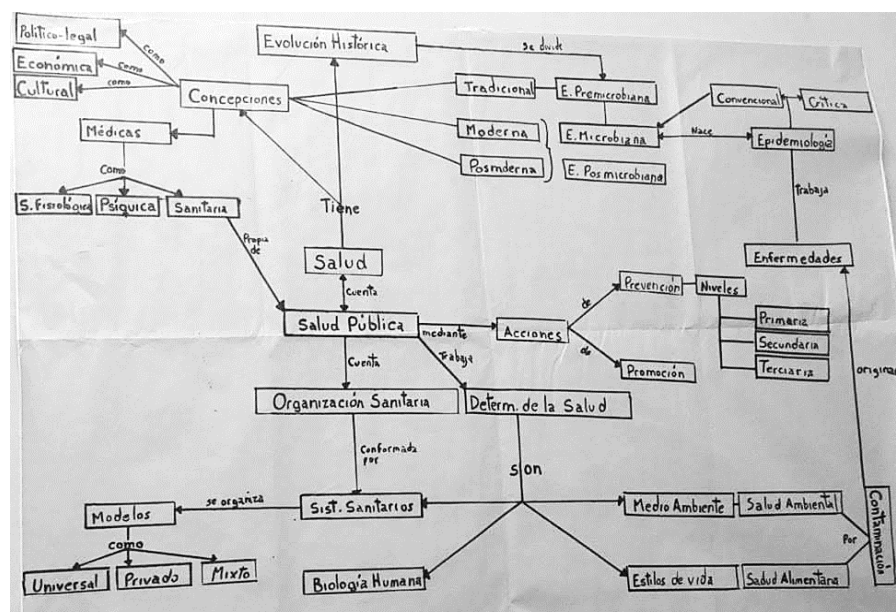 Político-legal
Económica
Cultural
como
Como
como
Concepciones
Evolución Histórica
se divide
Tradicional
E. Premicrobiana
Moderna
E. Microbiana
Posmderna
E. Posmicrobiana
Convencional
Crítica
Nace
Epidemiología
trabaja
Enfermedades
Médicas
Como
S. Fisiológica
Psíquica
Sanitaria
Propia
de
Tiene
Salud
Cuenta
Salud Pública
mediante
Acciones
de
de
Prevención
Niveles
Primaria
Secundaria
Terciaria
Promoción
originan
Cuenta
Trabaja
Organización Sanitaria
Determ. de la Salud
Conformada
por
son
Modelos
se organiza
Sist. Sanitarios
Medio Ambiente
Salud Ambiental
Por
Contaminación
como
Universal
Privado
Mixto
Biología Humana
Estilos de vida
Salud Alimentaria